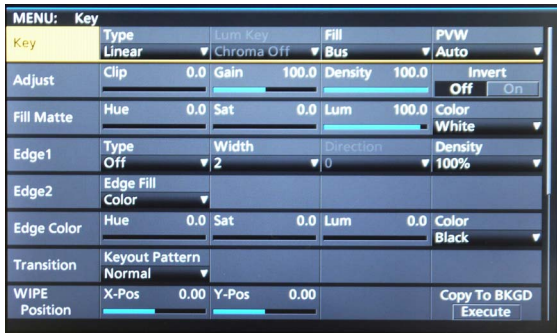 MENU: Key
Key Type Lum Key Fill PVW
Linear Chroma Off Bus Auto
Adjust Clip 0.0 Gain 100.0 Density 100.0 Invert
Off On
Fill Matte Hue 0.0 Sat 0.0 Lum 100.0 Color
White
Edge1 Type Width Direction Density
Off 2 0 100%
Edge2 Edge Fill
Color
Edge Color Hue 0.0 Sat 0.0 Lum 0.0 Color
Black
Transition Keyout Pattern
Normal
WIPE X-Pos 0.00 Y-Pos 0.00 Copy To BKGD
Position Execute